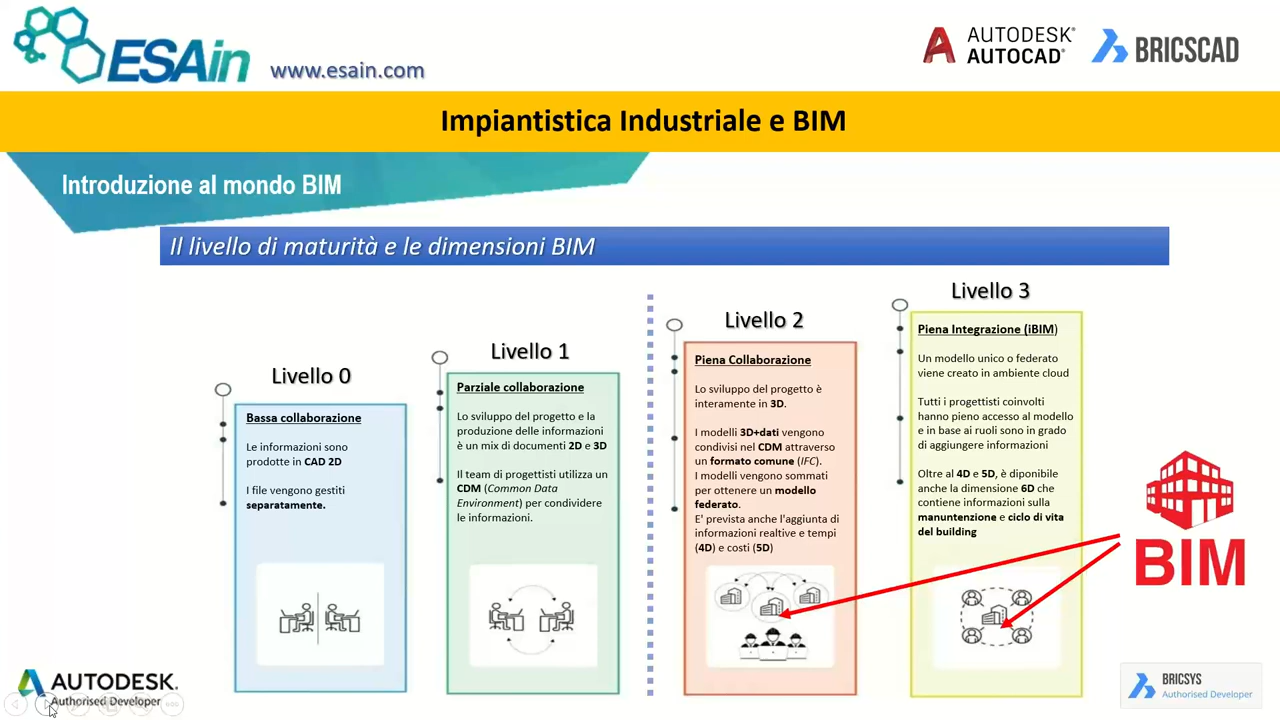 ESAin
www.esain.com
AUTODESK®
AUTOCAD®
BRICSCAD
Impiantistica Industriale e BIM
Introduzione al mondo BIM
Il livello di maturità e le dimensioni BIM
Livello 0
Bassa collaborazione
Le informazioni sono
prodotte in CAD 2D
I file vengono gestiti
separatamente.
Livello 1
Parziale collaborazione
Lo sviluppo del progetto e la
produzione delle informazioni
è un mix di documenti 2D e 3D
Il team di progettisti utilizza un
CDM (Common Data
Environment) per condividere
le informazioni.
Livello 2
Piena Collaborazione
Lo sviluppo del progetto è
interamente in 3D.
I modelli 3D+dati vengono
condivisi nel CDM attraverso
un formato comune (IFC).
I modelli vengono sommati
per ottenere un modello
federato.
E' prevista anche l'aggiunta di
informazioni realtive e tempi
(4D) e costi (5D)
Livello 3
Piena Integrazione (iBIM)
Un modello unico o federato
viene creato in ambiente cloud
Tutti i progettisti coinvolti
hanno pieno accesso al modello
e in base ai ruoli sono in grado
di aggiungere informazioni
Oltre al 4D e 5D, è diponibile
anche la dimensione 6D che
contiene informazioni sulla
manuntenzione e ciclo di vita
del building
BIM
AUTODESK.
Authorised Developer
BRICSYS
Authorized Developer